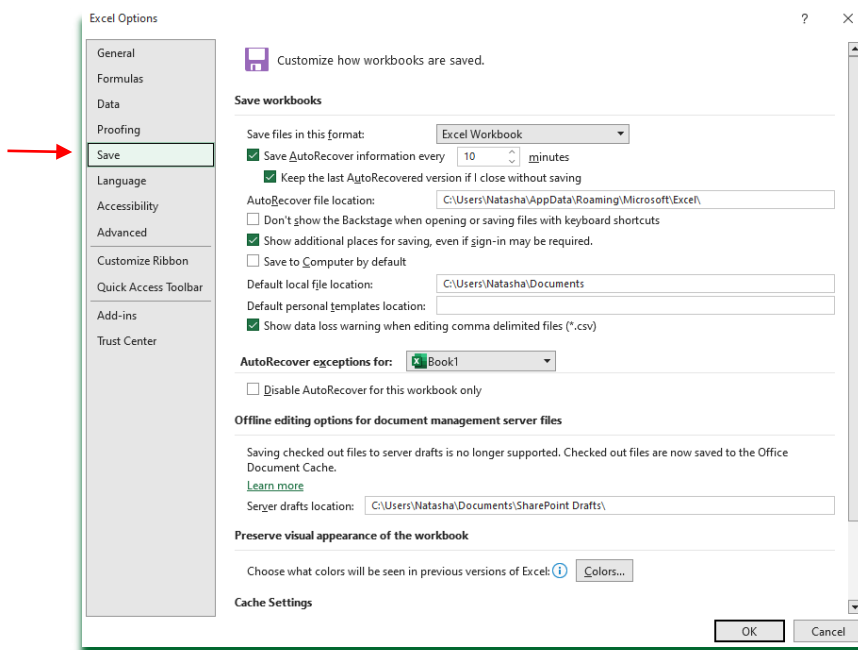 Excel Options
?
General
Formulas
Data
Proofing
Save
Language
Accessibility
Advanced
Customize Ribbon
Quick Access Toolbar
Add-ins
Trust Center
Customize how workbooks are saved.
Save workbooks
Save files in this format: Excel Workbook
Save AutoRecover information every 10 minutes
Keep the last AutoRecovered version if I close without saving
AutoRecover file location: C:\Users\Natasha\AppData\Roaming\Microsoft\Excel\
Don't show the Backstage when opening or saving files with keyboard shortcuts
Show additional places for saving, even if sign-in may be required.
Save to Computer by default
Default local file location: C:\Users\Natasha\Documents
Default personal templates location:
Show data loss warning when editing comma delimited files (*.csv)
AutoRecover exceptions for: Book1
Disable AutoRecover for this workbook only
Offline editing options for document management server files
Saving checked out files to server drafts is no longer supported. Checked out files are now saved to the Office
Document Cache.
Learn more
Server drafts location: C:\Users\Natasha\Documents\SharePoint Drafts\
Preserve visual appearance of the workbook
Choose what colors will be seen in previous versions of Excel: Colors...
Cache Settings
OK Cancel